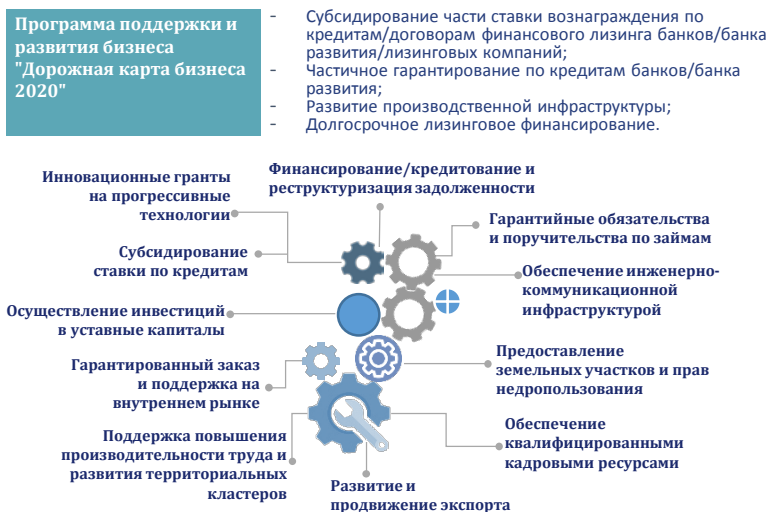 Программа поддержки и
развития бизнеса
"Дорожная карта бизнеса
2020"
- Субсидирование части ставки вознаграждения по
кредитам/договорам финансового лизинга банков/банка
развития/лизинговых компаний;
- Частичное гарантирование по кредитам банков/банка
развития;
- Развитие производственной инфраструктуры;
- Долгосрочное лизинговое финансирование.
Финансирование/кредитование и
реструктуризация задолженности
Инновационные гранты
на прогрессивные
технологии
Гарантийные обязательства
и поручительства по займам
Субсидирование
ставки по кредитам
Обеспечение инженерно-
коммуникационной
инфраструктурой
Осуществление инвестиций
в уставные капиталы
Предоставление
земельных участков и прав
недропользования
Гарантированный заказ
и поддержка на
внутреннем рынке
Обеспечение
квалифицированными
кадровыми ресурсами
Поддержка повышения
производительности труда и
развития территориальных
кластеров
Развитие и
продвижение экспорта